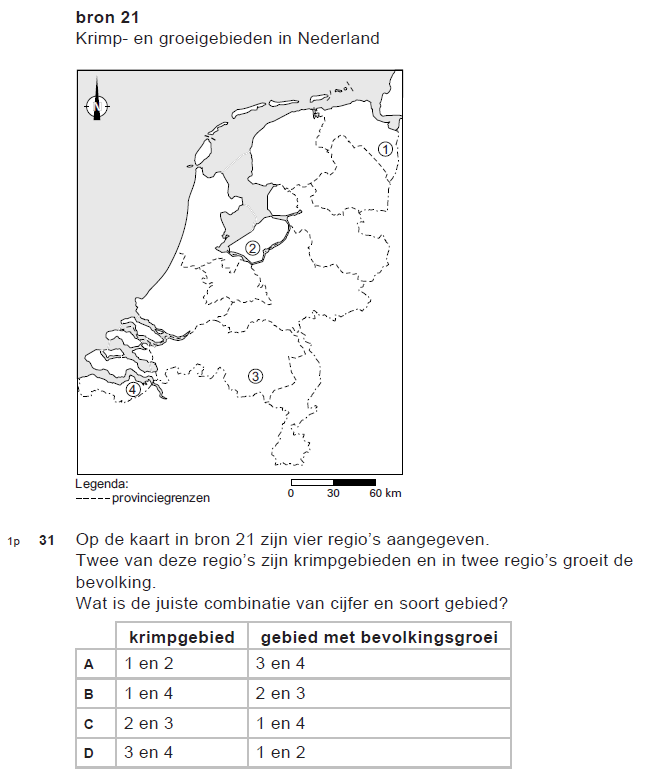 bron 21
Krimp- en groeigebieden in Nederland
N
1
2
3
4
Legenda:
-----provinciegrenzen
0 30 60 km
1p 31 Op de kaart in bron 21 zijn vier regio's aangegeven.
Twee van deze regio's zijn krimpgebieden en in twee regio's groeit de
bevolking.
Wat is de juiste combinatie van cijfer en soort gebied?
krimpgebied gebied met bevolkingsgroei
A 1 en 2 3 en 4
B 1 en 4 2 en 3
C 2 en 3 1 en 4
D 3 en 4 1 en 2